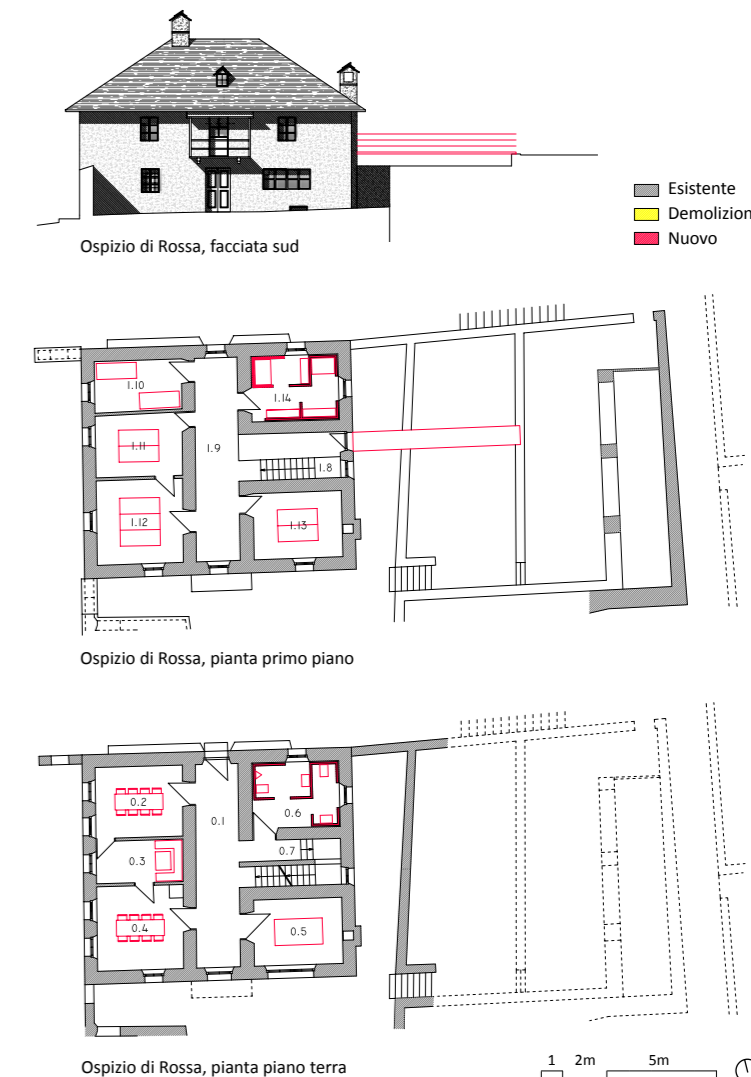 Esistente
Demolizion
Nuovo
Ospizio di Rossa, facciata sud
1.10
1.14
1.11
1.9
1.8
1.12
1.13
Ospizio di Rossa, pianta primo piano
0.2
0.1
0.6
0.3
0.7
0.4
0.5
Ospizio di Rossa, pianta piano terra
1 2m 5m